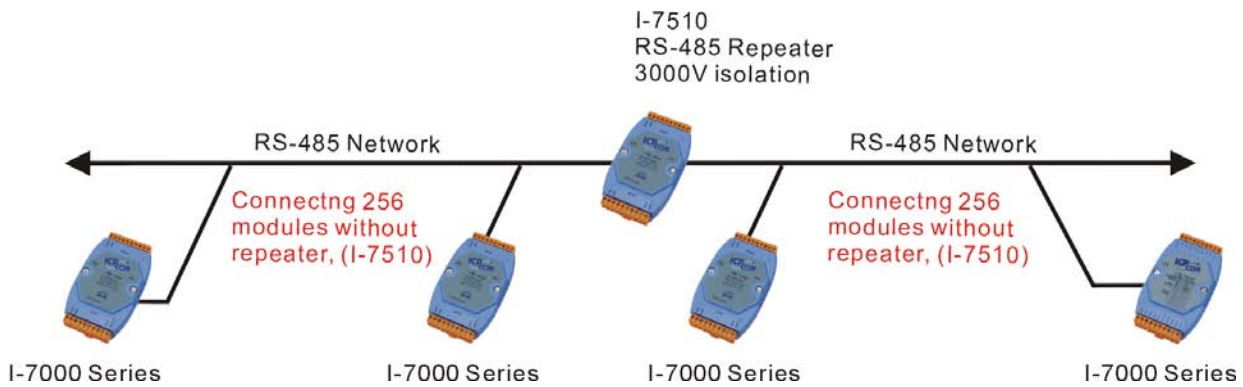 I-7510
RS-485 Repeater
3000V isolation
RS-485 Network
RS-485 Network
Connectng 256
modules without
repeater, (I-7510)
Connectng 256
modules without
repeater, (I-7510)
I-7000 Series
I-7000 Series
I-7000 Series
I-7000 Series